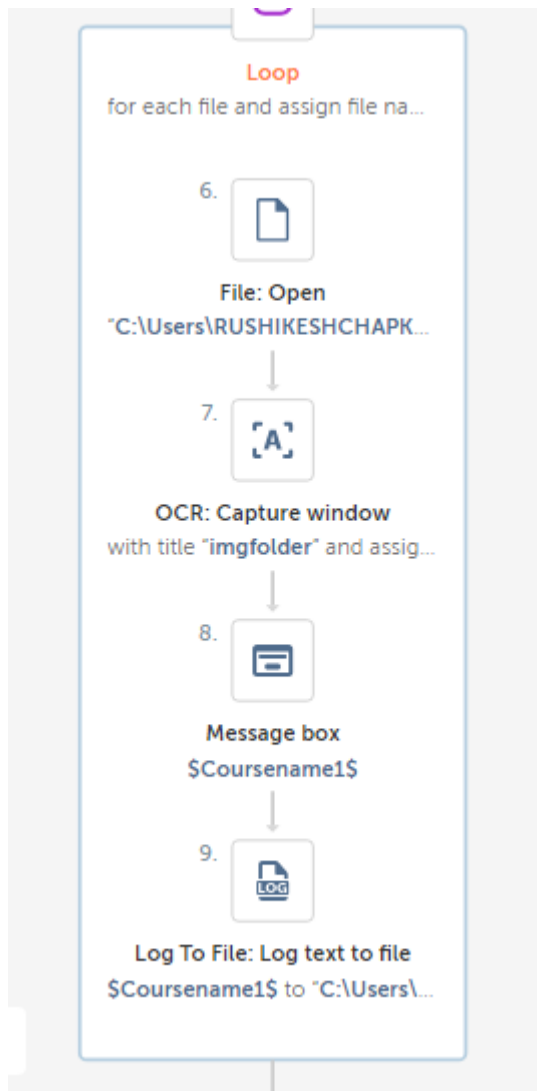 Loop
for each file and assign file na...
6.
File: Open
"C:\Users\RUSHIKESHCHAPK...
7.
A
OCR: Capture window
with title "imgfolder" and assig...
8.
Message box
$Coursename1$
9.
LOG
Log To File: Log text to file
$Coursename1$ to "C:\Users\...